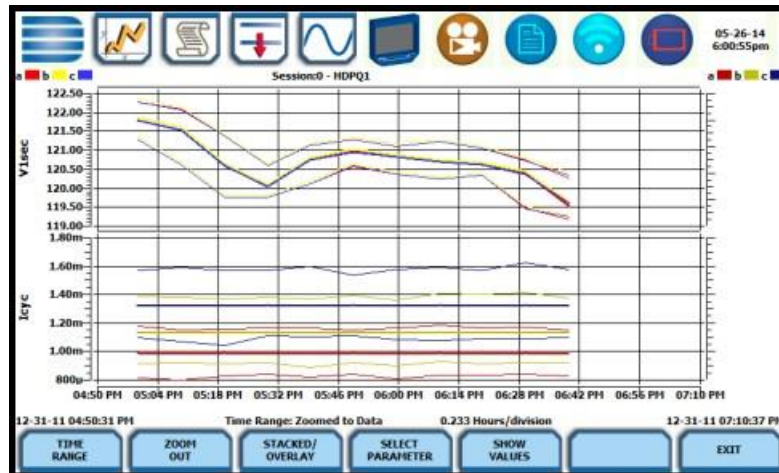 05-26-14
6:00:55pm
a b c
Session:0 - HDPQ1
a b c
122.50
122.00
121.50
121.00
120.50
120.00
119.50
119.00
V1sec
1.80m
1.60m
1.40m
1.20m
1.00m
800µ
Icyc
04:50 PM 05:04 PM 05:18 PM 05:32 PM 05:46 PM 06:00 PM 06:14 PM 06:28 PM 06:42 PM 06:56 PM 07:10 PM
12-31-11 04:50:31 PM Time Range: Zoomed to Data 0.233 Hours/division 12-31-11 07:10:37 PM
TIME RANGE
ZOOM OUT
STACKED/ OVERLAY
SELECT PARAMETER
SHOW VALUES
EXIT